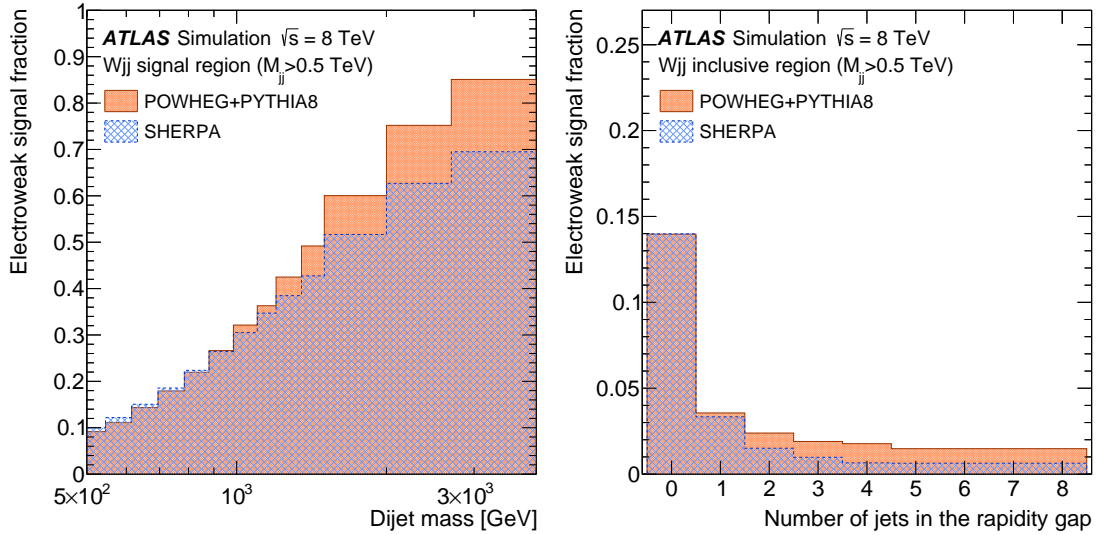 Electroweak signal fraction
1
0.9
0.8
0.7
0.6
0.5
0.4
0.3
0.2
0.1
0
ATLAS Simulation √s = 8 TeV
Wjj signal region (M_jj>0.5 TeV)
POWHEG+PYTHIA8
SHERPA
5×10² 10³ 3×10³
Dijet mass [GeV]
Electroweak signal fraction
0.25
0.2
0.15
0.1
0.05
0
ATLAS Simulation √s = 8 TeV
Wjj inclusive region (M_jj>0.5 TeV)
POWHEG+PYTHIA8
SHERPA
0 1 2 3 4 5 6 7 8
Number of jets in the rapidity gap